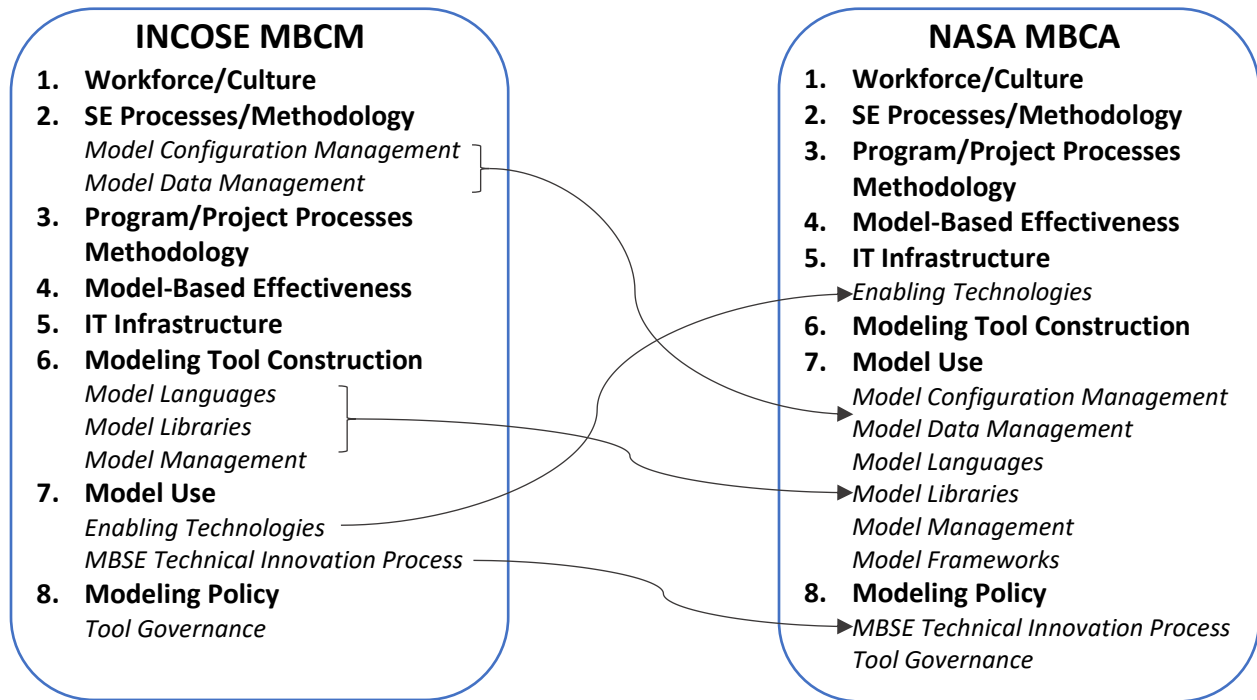 INCOSE MBCM
1. Workforce/Culture
2. SE Processes/Methodology
Model Configuration Management
Model Data Management
3. Program/Project Processes
Methodology
4. Model-Based Effectiveness
5. IT Infrastructure
6. Modeling Tool Construction
Model Languages
Model Libraries
Model Management
7. Model Use
Enabling Technologies
MBSE Technical Innovation Process
8. Modeling Policy
Tool Governance
NASA MBCA
1. Workforce/Culture
2. SE Processes/Methodology
3. Program/Project Processes
Methodology
4. Model-Based Effectiveness
5. IT Infrastructure
Enabling Technologies
6. Modeling Tool Construction
7. Model Use
Model Configuration Management
Model Data Management
Model Languages
Model Libraries
Model Management
Model Frameworks
8. Modeling Policy
MBSE Technical Innovation Process
Tool Governance